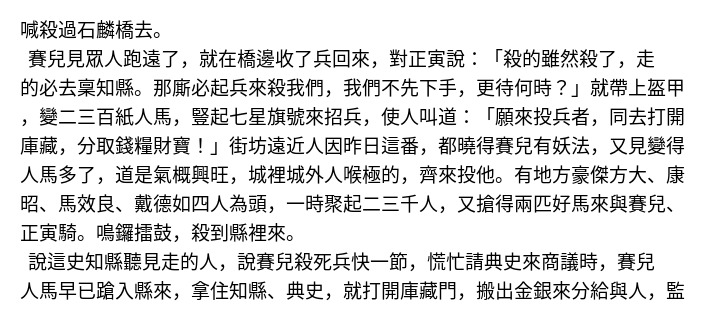 喊殺過石麟橋去。
賽兒見眾人跑遠了，就在橋邊收了兵回來，對正寅說：「殺的雖然殺了，走
的必去稟知縣。那廝必起兵來殺我們，我們不先下手，更待何時？」就帶上盔甲
，變二三百紙人馬，豎起七星旗號來招兵，使人叫道：「願來投兵者，同去打開
庫藏，分取錢糧財寶！」街坊遠近人因昨日這番，都曉得賽兒有妖法，又見變得
人馬多了，道是氣概興旺，城裡城外人喉極的，齊來投他。有地方豪傑方大、康
昭、馬效良、戴德如四人為頭，一時聚起二三千人，又搶得兩匹好馬來與賽兒、
正寅騎。鳴鑼擂鼓，殺到縣裡來。
說這史知縣聽見走的人，說賽兒殺死兵快一節，慌忙請典史來商議時，賽兒
人馬早已蹌入縣來，拿住知縣、典史，就打開庫藏門，搬出金銀來分給與人，監